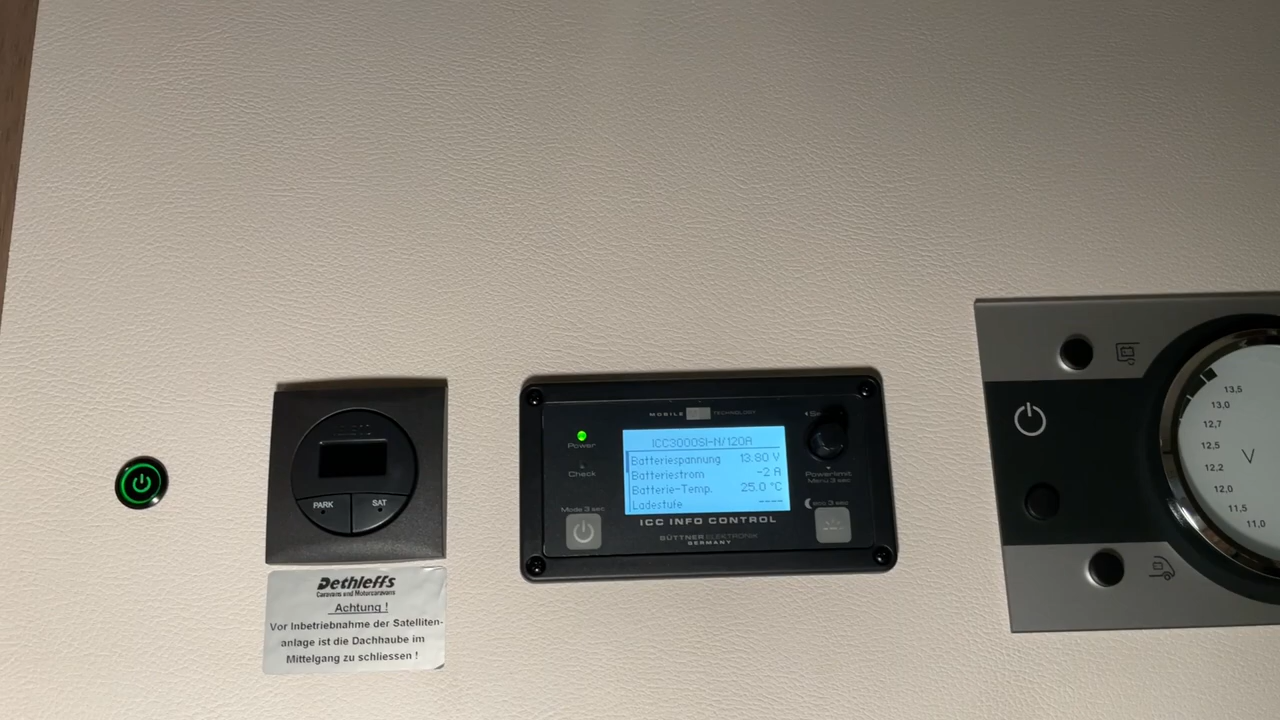 PARK
SAT
Dethleffs
Caravans und Motorcaravans
Achtung !
Vor Inbetriebnahme der Satelliten-
anlage ist die Dachhaube im
Mittelgang zu schliessen !
MOBILE TECHNOLOGY
Power
Check
Mode 3 sec
ICC3000SI-N/120A
Batteriespannung 13.80 V
Batteriestrom -2 A
Batterie-Temp. 25.0 °C
Ladestufe ----
ICC INFO CONTROL
BÜTTNER ELEKTRONIK
GERMANY
Powerlimit
Menu 3 sec
3 sec
13,5
13,0
12,7
12,5
12,2
12,0
11,5
11,0
V